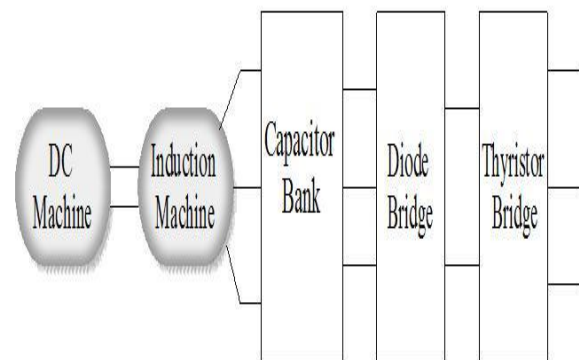 DC
Machine
Induction
Machine
Capacitor
Bank
Diode
Bridge
Thyristor
Bridge